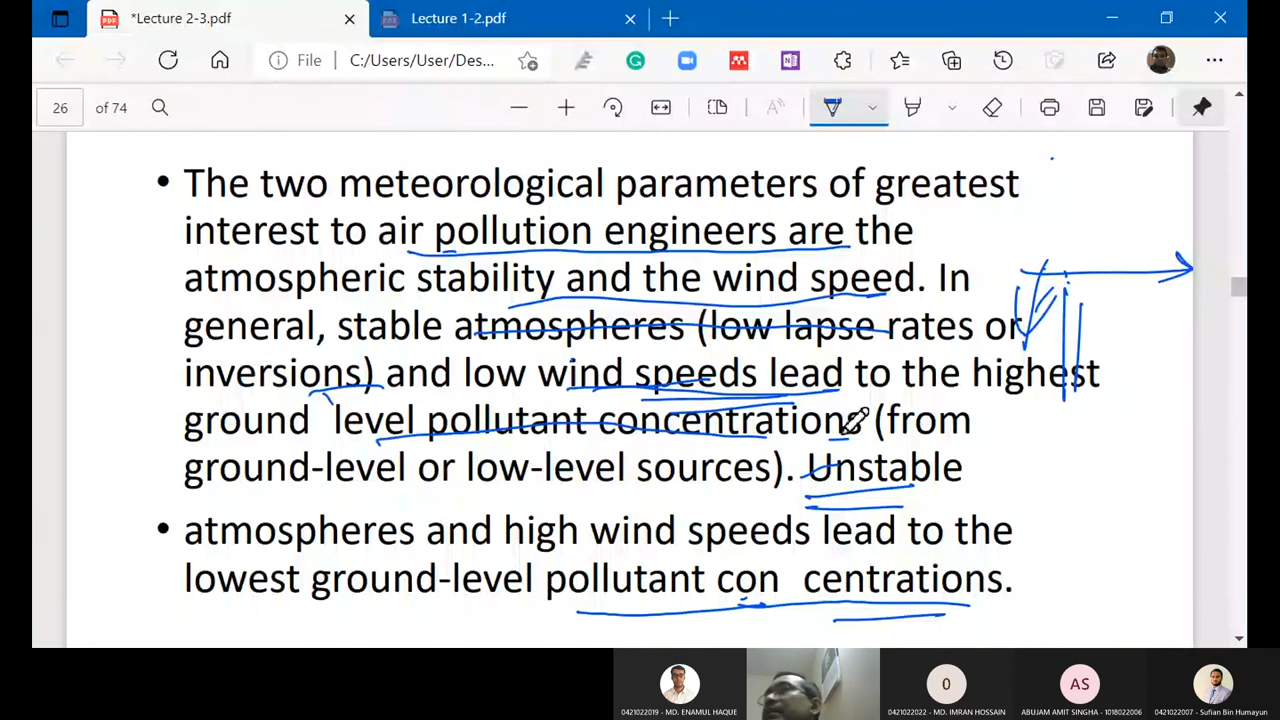 *Lecture 2-3.pdf
Lecture 1-2.pdf
File
C:/Users/User/Des...
26
of 74
• The two meteorological parameters of greatest
interest to air pollution engineers are the
atmospheric stability and the wind speed. In
general, stable atmospheres (low lapse rates or
inversions) and low wind speeds lead to the highest
ground level pollutant concentrations (from
ground-level or low-level sources). Unstable
• atmospheres and high wind speeds lead to the
lowest ground-level pollutant con centrations.
0
AS
0421022019 - MD. ENAMUL HAQUE
0421022022 - MD. IMRAN HOSSAIN
ABUJAM AMIT SINGHA - 1018022006
0421022007 - Sufian Bin Humayun